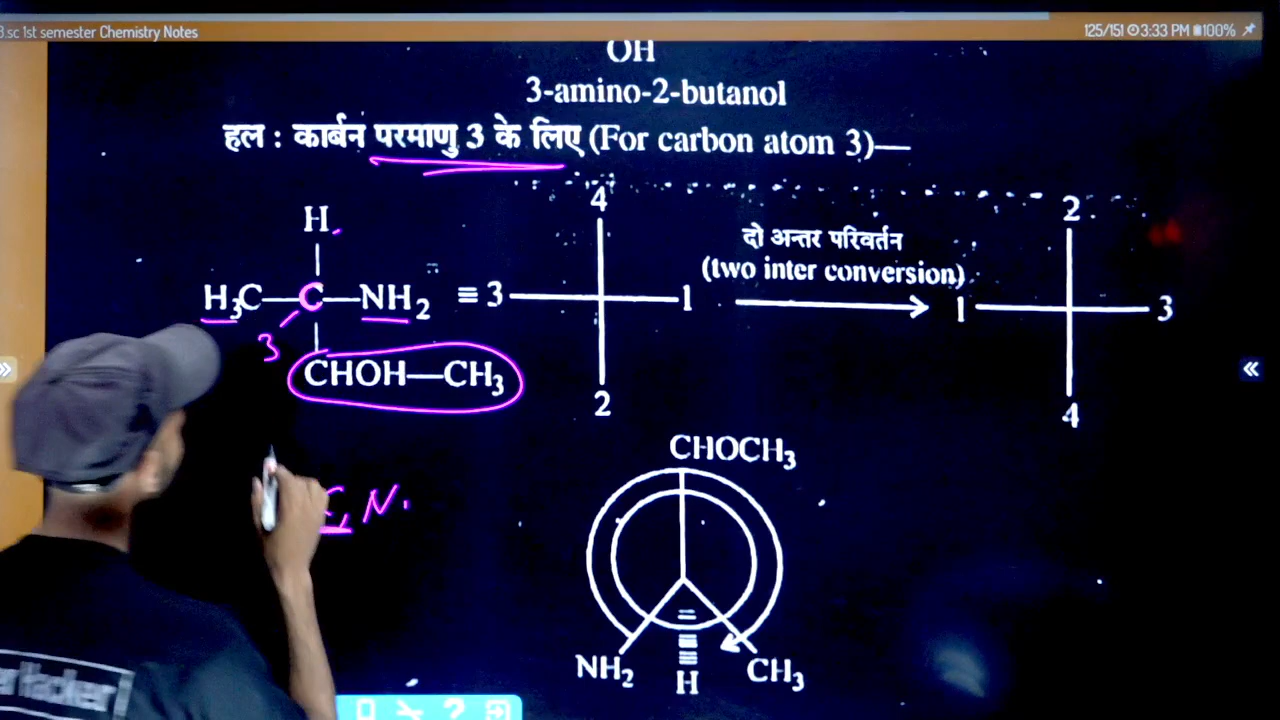 B.sc 1st semester Chemistry Notes
125/151 3:33 PM 100%
OH
3-amino-2-butanol
हल : कार्बन परमाणु 3 के लिए (For carbon atom 3)—
H
H₃C—C—NH₂
3
CHOH—CH₃
≡
4
3 1
2
दो अन्तर परिवर्तन
(two inter conversion)
2
1 3
4
CHOCH₃
NH₂
H
CH₃
N.